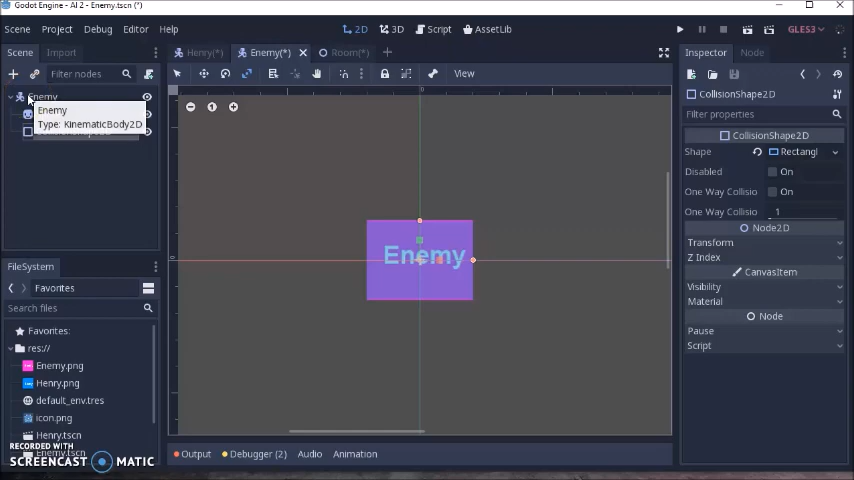 Godot Engine - AI 2 - Enemy.tscn (*)
Scene Project Debug Editor Help
2D 3D Script AssetLib
GLES3
Scene Import
Henry(*) Enemy(*) Room(*)
Inspector Node
Filter nodes
View
Enemy
CollisionShape2D
Enemy
Type: KinematicBody2D
Filter properties
CollisionShape2D
Shape Rectangl
Disabled On
One Way Collisio On
One Way Collisio 1
Node2D
Transform
Z Index
CanvasItem
Visibility
Material
Node
Pause
Script
Enemy
0
0
FileSystem
Favorites
Search files
Favorites:
res://
Enemy.png
Henry.png
default_env.tres
icon.png
Henry.tscn
Enemy.tscn
RECORDED WITH
SCREENCAST MATIC
Output Debugger (2) Audio Animation